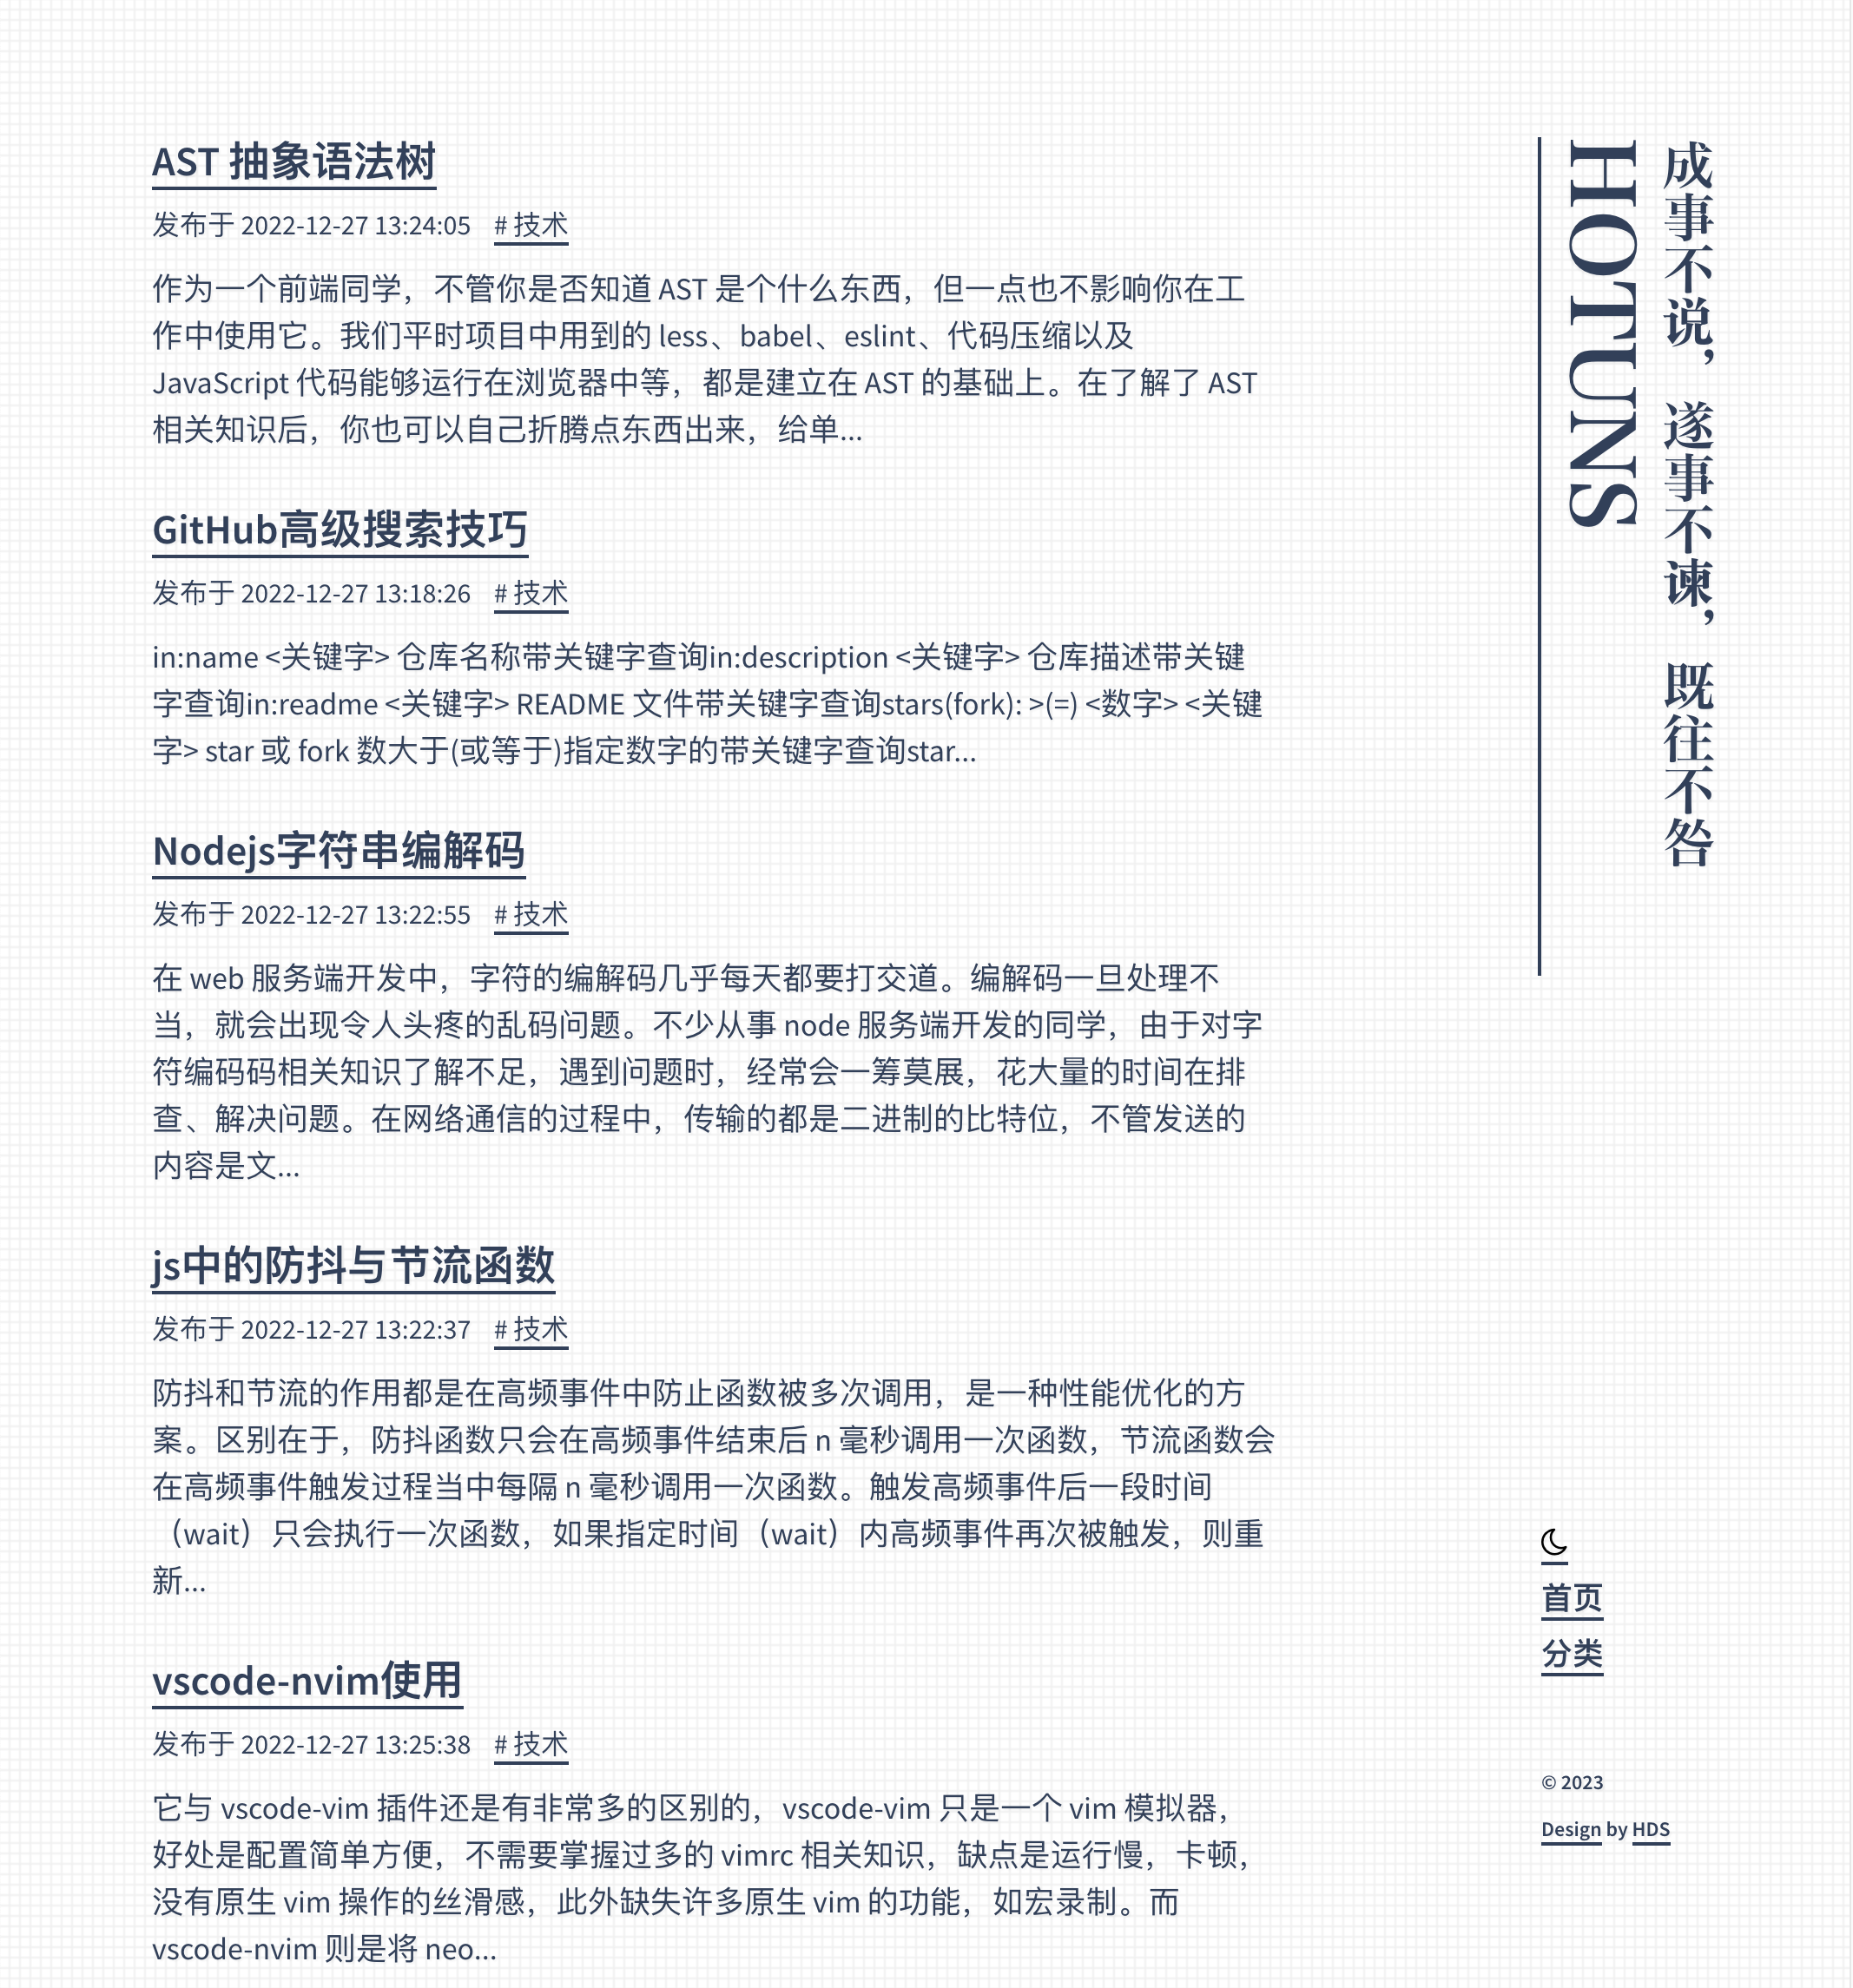 AST 抽象语法树
发布于 2022-12-27 13:24:05 # 技术
作为一个前端同学，不管你是否知道 AST 是个什么东西，但一点也不影响你在工
作中使用它。我们平时项目中用到的 less、babel、eslint、代码压缩以及
JavaScript 代码能够运行在浏览器中等，都是建立在 AST 的基础上。在了解了 AST
相关知识后，你也可以自己折腾点东西出来，给单...
GitHub高级搜索技巧
发布于 2022-12-27 13:18:26 # 技术
in:name <关键字> 仓库名称带关键字查询in:description <关键字> 仓库描述带关键
字查询in:readme <关键字> README 文件带关键字查询stars(fork): >(=) <数字> <关键
字> star 或 fork 数大于(或等于)指定数字的带关键字查询star...
Nodejs字符串编解码
发布于 2022-12-27 13:22:55 # 技术
在 web 服务端开发中，字符的编解码几乎每天都要打交道。编解码一旦处理不
当，就会出现令人头疼的乱码问题。不少从事 node 服务端开发的同学，由于对字
符编码码相关知识了解不足，遇到问题时，经常会一筹莫展，花大量的时间在排
查、解决问题。在网络通信的过程中，传输的都是二进制的比特位，不管发送的
内容是文...
js中的防抖与节流函数
发布于 2022-12-27 13:22:37 # 技术
防抖和节流的作用都是在高频事件中防止函数被多次调用，是一种性能优化的方
案。区别在于，防抖函数只会在高频事件结束后 n 毫秒调用一次函数，节流函数会
在高频事件触发过程当中每隔 n 毫秒调用一次函数。触发高频事件后一段时间
（wait）只会执行一次函数，如果指定时间（wait）内高频事件再次被触发，则重
新...
vscode-nvim使用
发布于 2022-12-27 13:25:38 # 技术
它与 vscode-vim 插件还是有非常多的区别的，vscode-vim 只是一个 vim 模拟器，
好处是配置简单方便，不需要掌握过多的 vimrc 相关知识，缺点是运行慢，卡顿，
没有原生 vim 操作的丝滑感，此外缺失许多原生 vim 的功能，如宏录制。而
vscode-nvim 则是将 neo...
成事不说，遂事不谏，既往不咎
HOTUNS
首页
分类
© 2023
Design by HDS